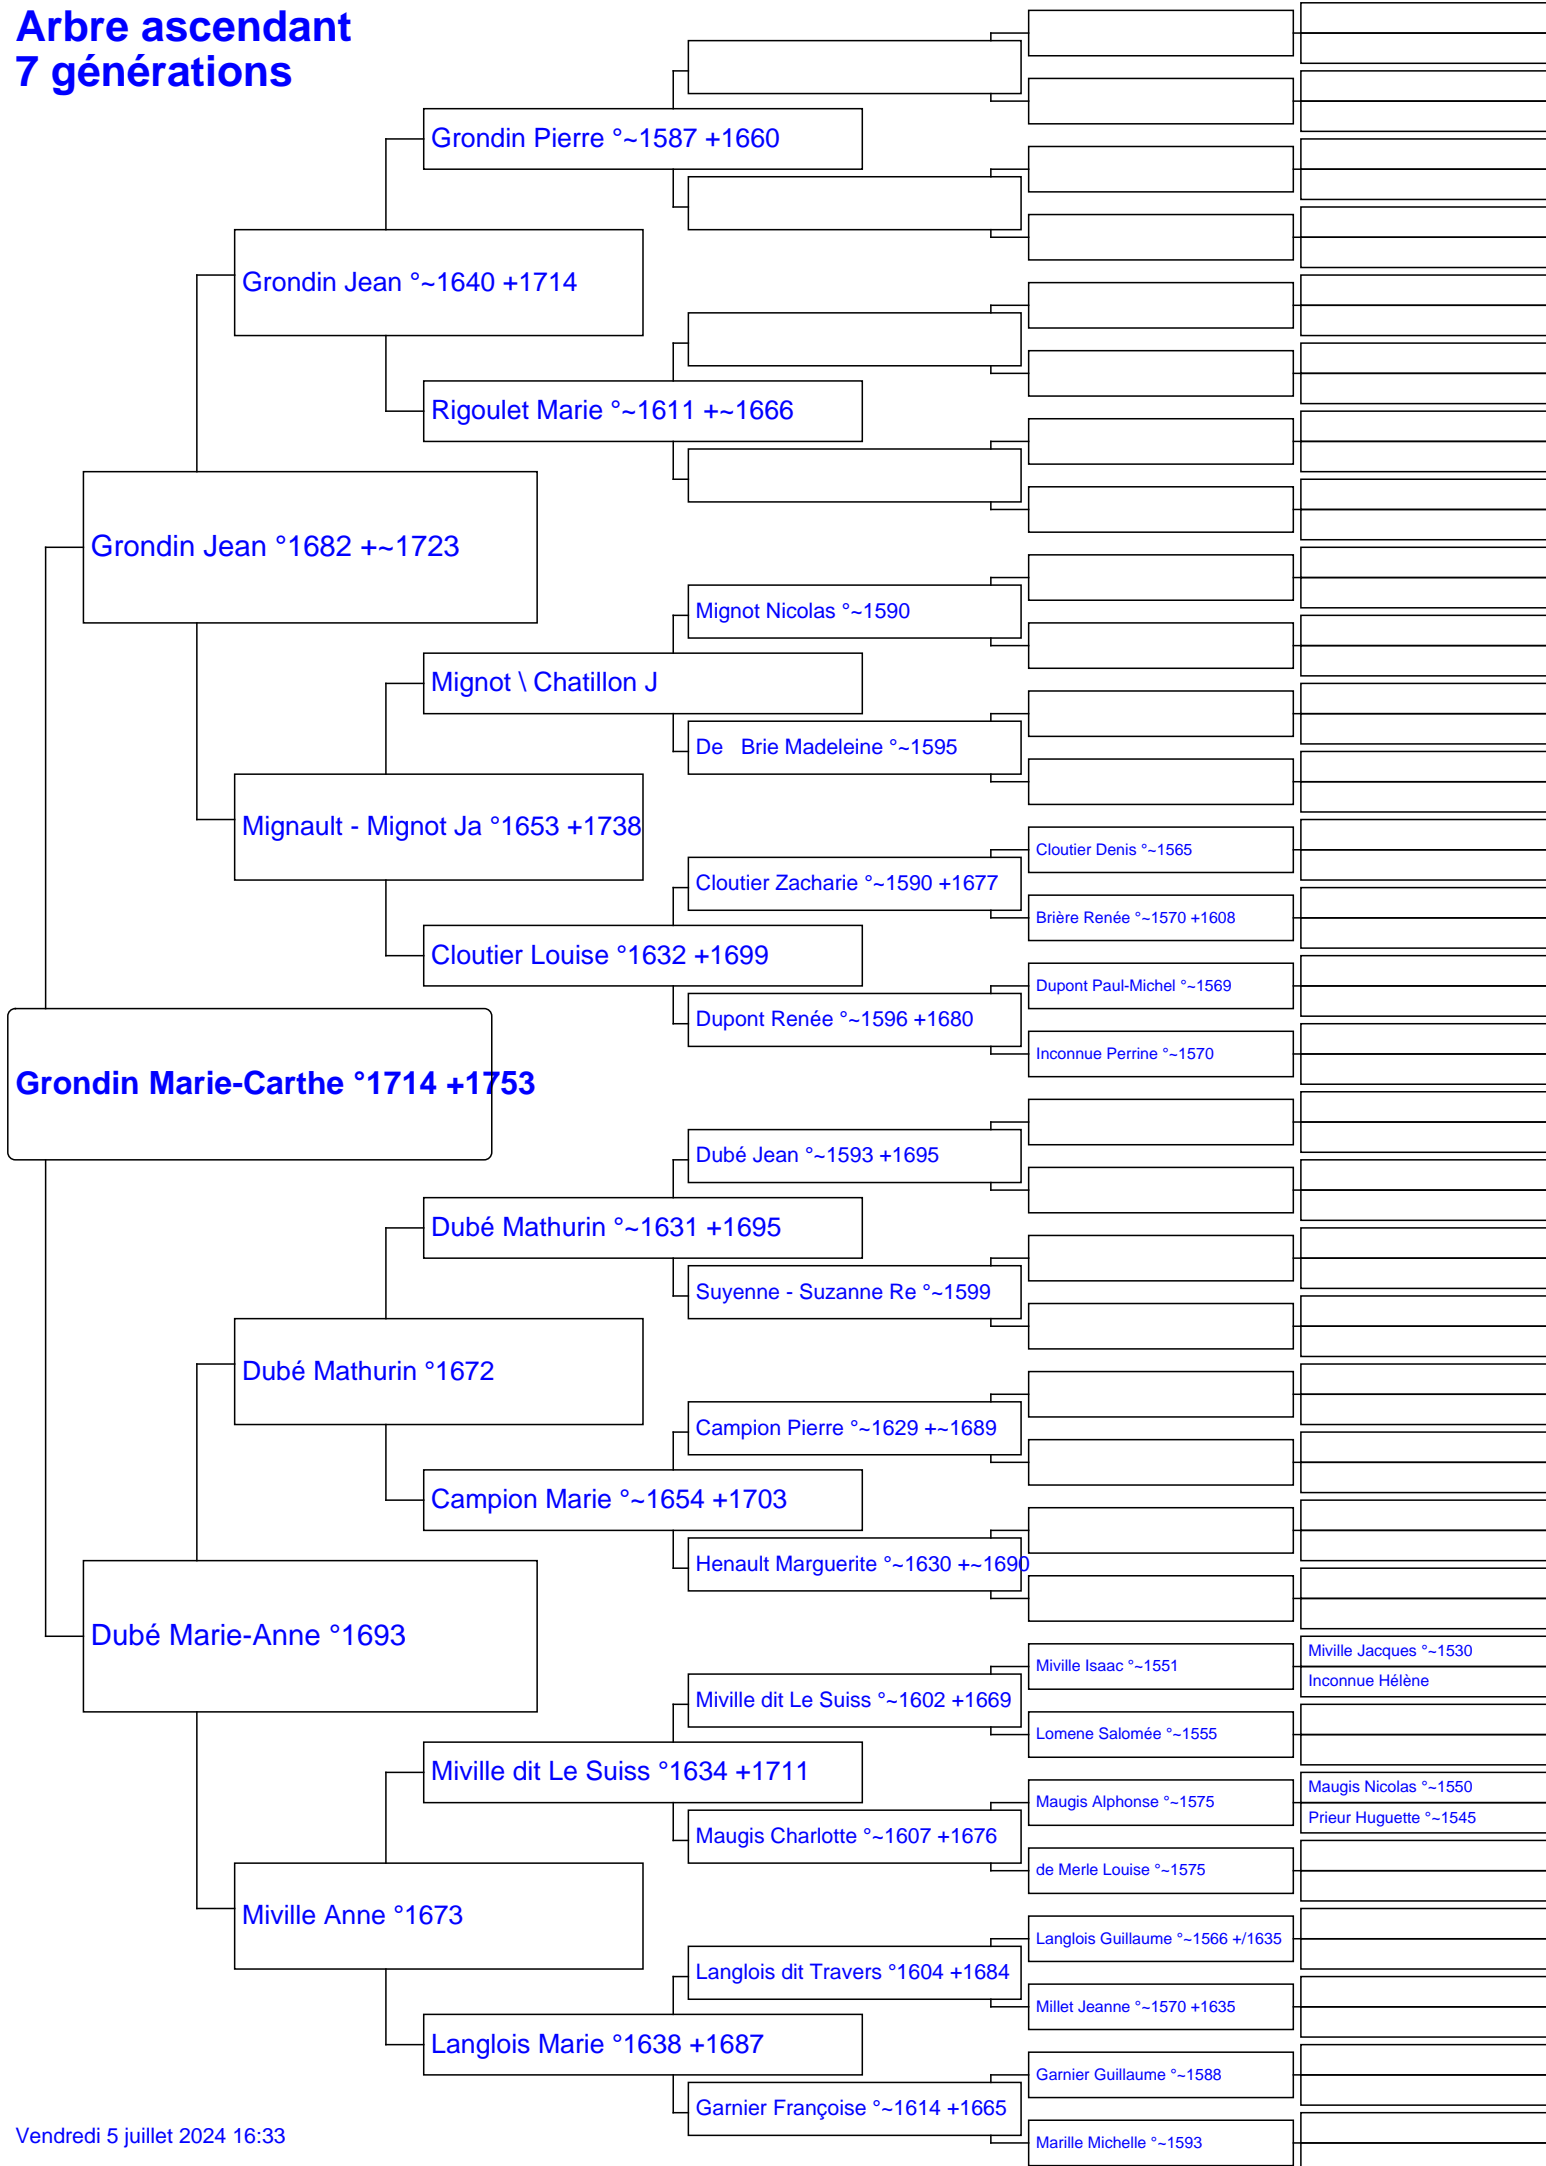 Arbre ascendant
7 générations
Grondin Pierre °~1587 +1660
Grondin Jean °~1640 +1714
Rigoulet Marie °~1611 +~1666
Grondin Jean °1682 +~1723
Mignot Nicolas °~1590
Mignot \ Chatillon J
De   Brie Madeleine °~1595
Mignault - Mignot Ja °1653 +1738
Cloutier Denis °~1565
Cloutier Zacharie °~1590 +1677
Brière Renée °~1570 +1608
Cloutier Louise °1632 +1699
Dupont Paul-Michel °~1569
Dupont Renée °~1596 +1680
Inconnue Perrine °~1570
Grondin Marie-Carthe °1714 +1753
Dubé Jean °~1593 +1695
Dubé Mathurin °~1631 +1695
Suyenne - Suzanne Re °~1599
Dubé Mathurin °1672
Campion Pierre °~1629 +~1689
Campion Marie °~1654 +1703
Henault Marguerite °~1630 +~1690
Dubé Marie-Anne °1693
Miville Jacques °~1530
Miville Isaac °~1551
Inconnue Hélène
Miville dit Le Suiss °~1602 +1669
Lomene Salomée °~1555
Miville dit Le Suiss °1634 +1711
Maugis Nicolas °~1550
Maugis Alphonse °~1575
Prieur Huguette °~1545
Maugis Charlotte °~1607 +1676
de Merle Louise °~1575
Miville Anne °1673
Langlois Guillaume °~1566 +/1635
Langlois dit Travers °1604 +1684
Millet Jeanne °~1570 +1635
Langlois Marie °1638 +1687
Garnier Guillaume °~1588
Garnier Françoise °~1614 +1665
Marille Michelle °~1593
Vendredi 5 juillet 2024 16:33